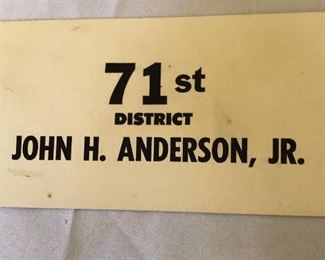 71st
DISTRICT
JOHN H. ANDERSON, JR.